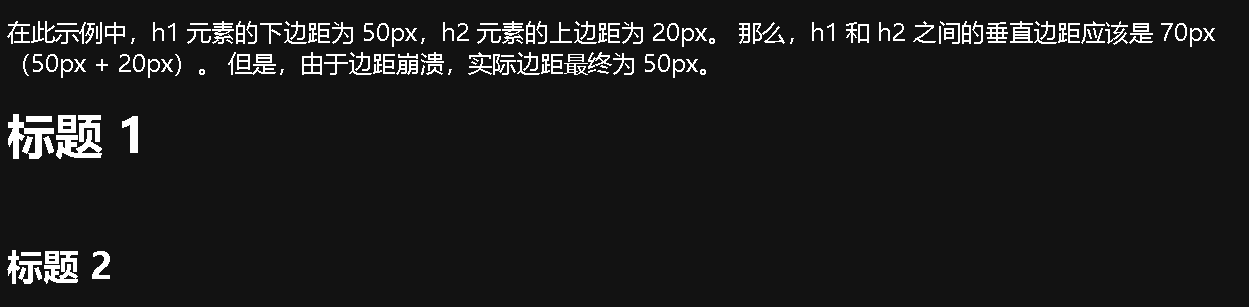 在此示例中，h1 元素的下边距为 50px，h2 元素的上边距为 20px。 那么，h1 和 h2 之间的垂直边距应该是 70px
（50px + 20px）。 但是，由于边距崩溃，实际边距最终为 50px。
标题 1
标题 2